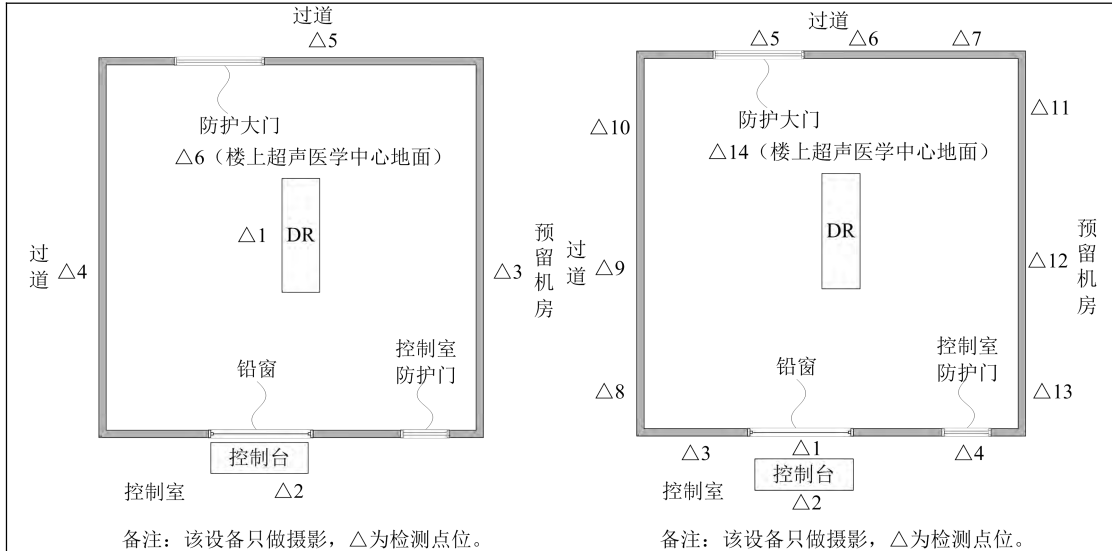 过道
△5
防护大门
△6（楼上超声医学中心地面）
△1
DR
过道
△4
△3
预留机房
铅窗
控制室
防护门
控制台
控制室
△2
备注：该设备只做摄影，△为检测点位。
过道
△5
△6
△7
△10
防护大门
△11
△14（楼上超声医学中心地面）
DR
过道
△9
△12
预留机房
铅窗
控制室
防护门
△8
△13
△3
△1
△4
控制台
控制室
△2
备注：该设备只做摄影，△为检测点位。